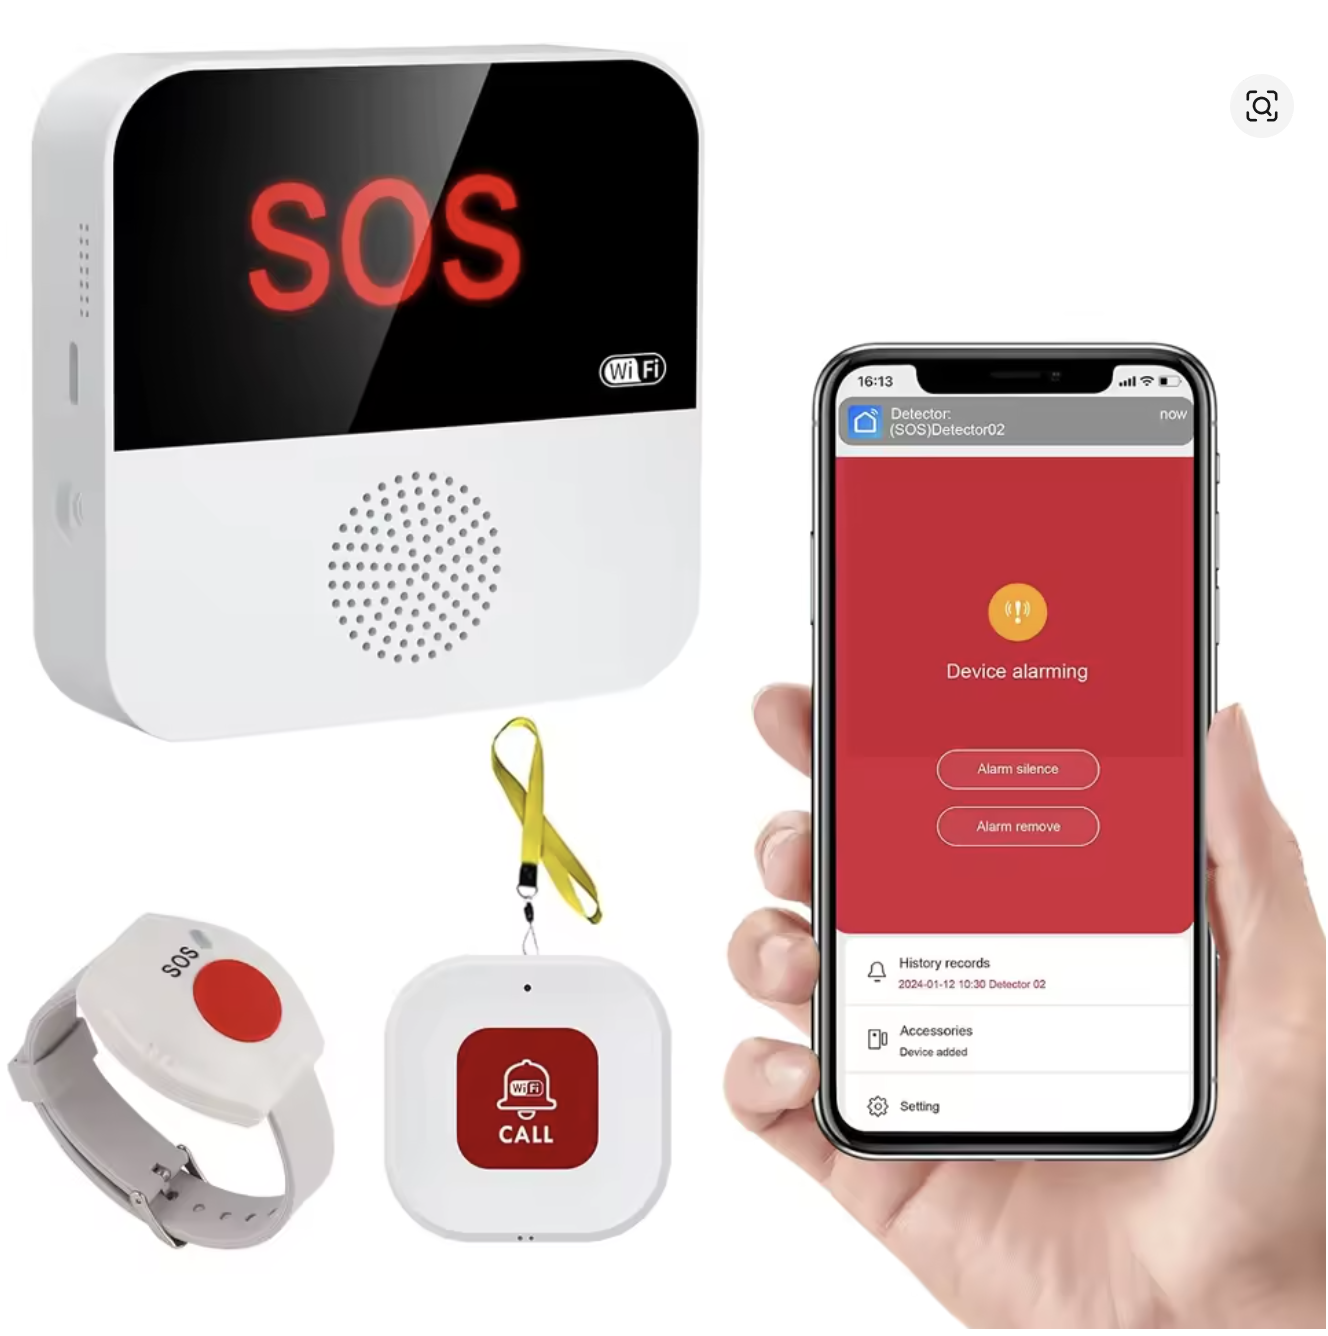 SOS
WiFi
16:13
Detector:
(SOS)Detector02
now
Device alarming
Alarm silence
Alarm remove
History records
2024-01-12 10:30 Detector 02
Accessories
Device added
Setting
SOS
WiFi
CALL